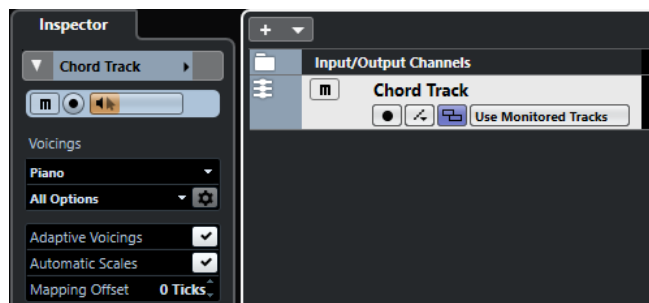 Inspector
Chord Track
m
Voicings
Piano
All Options
Adaptive Voicings
Automatic Scales
Mapping Offset 0 Ticks
+
Input/Output Channels
m Chord Track
Use Monitored Tracks